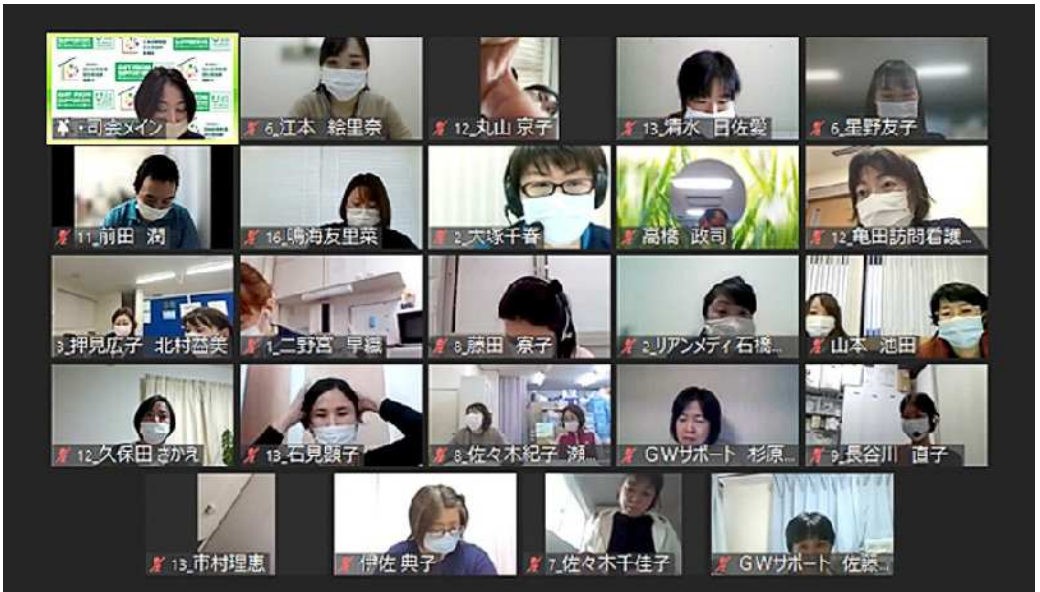 ・司会メイン
6_江本 絵里奈
12_丸山 京子
13_清水 日佐愛
6_星野友子
11_前田 潤
16_鳴海友里菜
2_大塚千春
高橋 政司
12_亀田訪問看護...
3_押見広子 北村益美
1_二野宮 早織
8_藤田 寮子
2_リアンメディ石橋...
山本 池田
12_久保田さかえ
13_石見顕子
8_佐々木紀子 瀬...
GWサポート 杉原...
9_長谷川 直子
13_市村理恵
伊佐 典子
7_佐々木千佳子
GWサポート 佐藤...